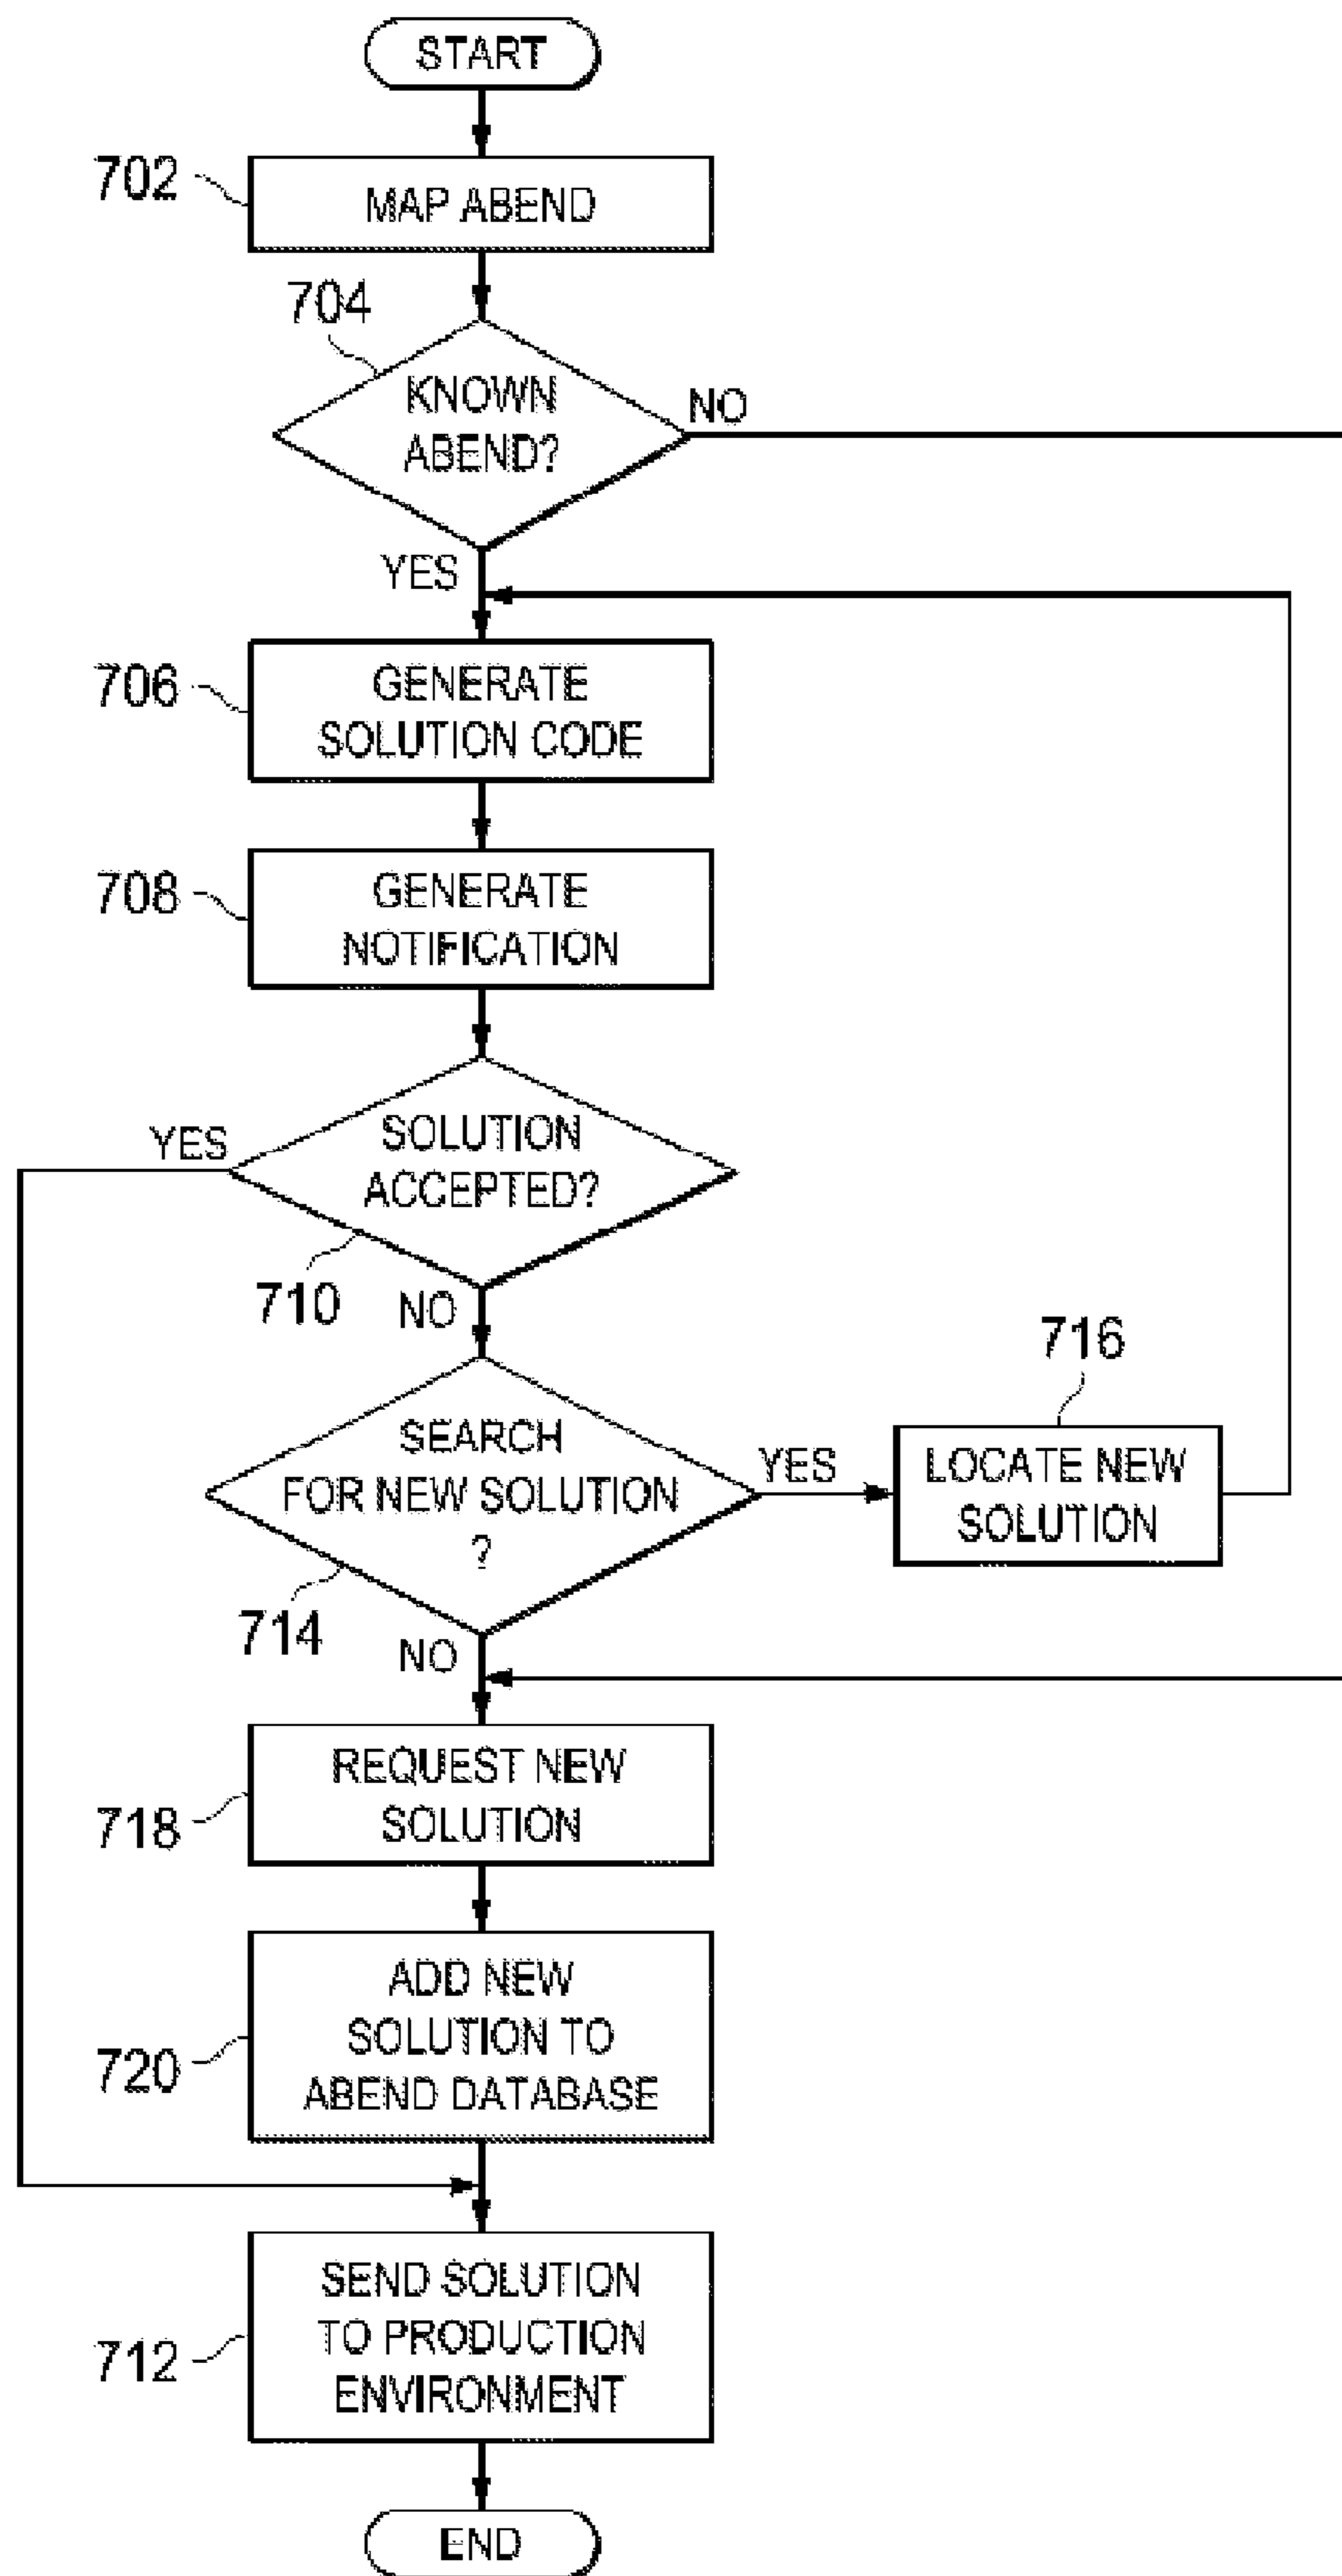 START
702
MAP ABEND
704
KNOWN
ABEND?
NO
YES
706
GENERATE
SOLUTION CODE
708
GENERATE
NOTIFICATION
YES
SOLUTION
ACCEPTED?
710
NO
716
SEARCH
FOR NEW SOLUTION
?
YES
LOCATE NEW
SOLUTION
714
NO
718
REQUEST NEW
SOLUTION
720
ADD NEW
SOLUTION TO
ABEND DATABASE
712
SEND SOLUTION
TO PRODUCTION
ENVIRONMENT
END